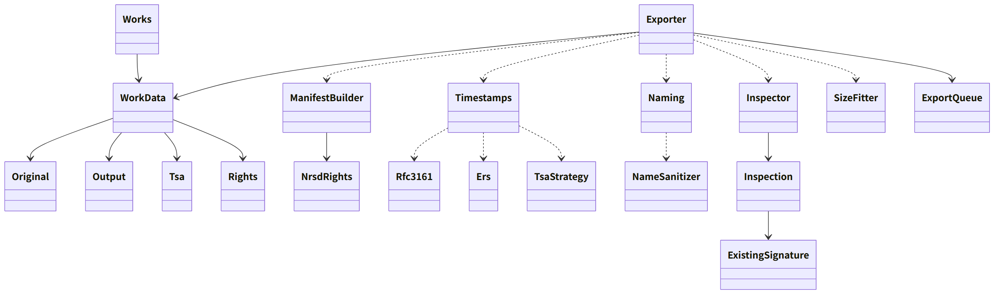 Works
Exporter
WorkData
ManifestBuilder
Timestamps
Naming
Inspector
SizeFitter
ExportQueue
Original
Output
Tsa
Rights
NrsdRights
Rfc3161
Ers
TsaStrategy
NameSanitizer
Inspection
ExistingSignature